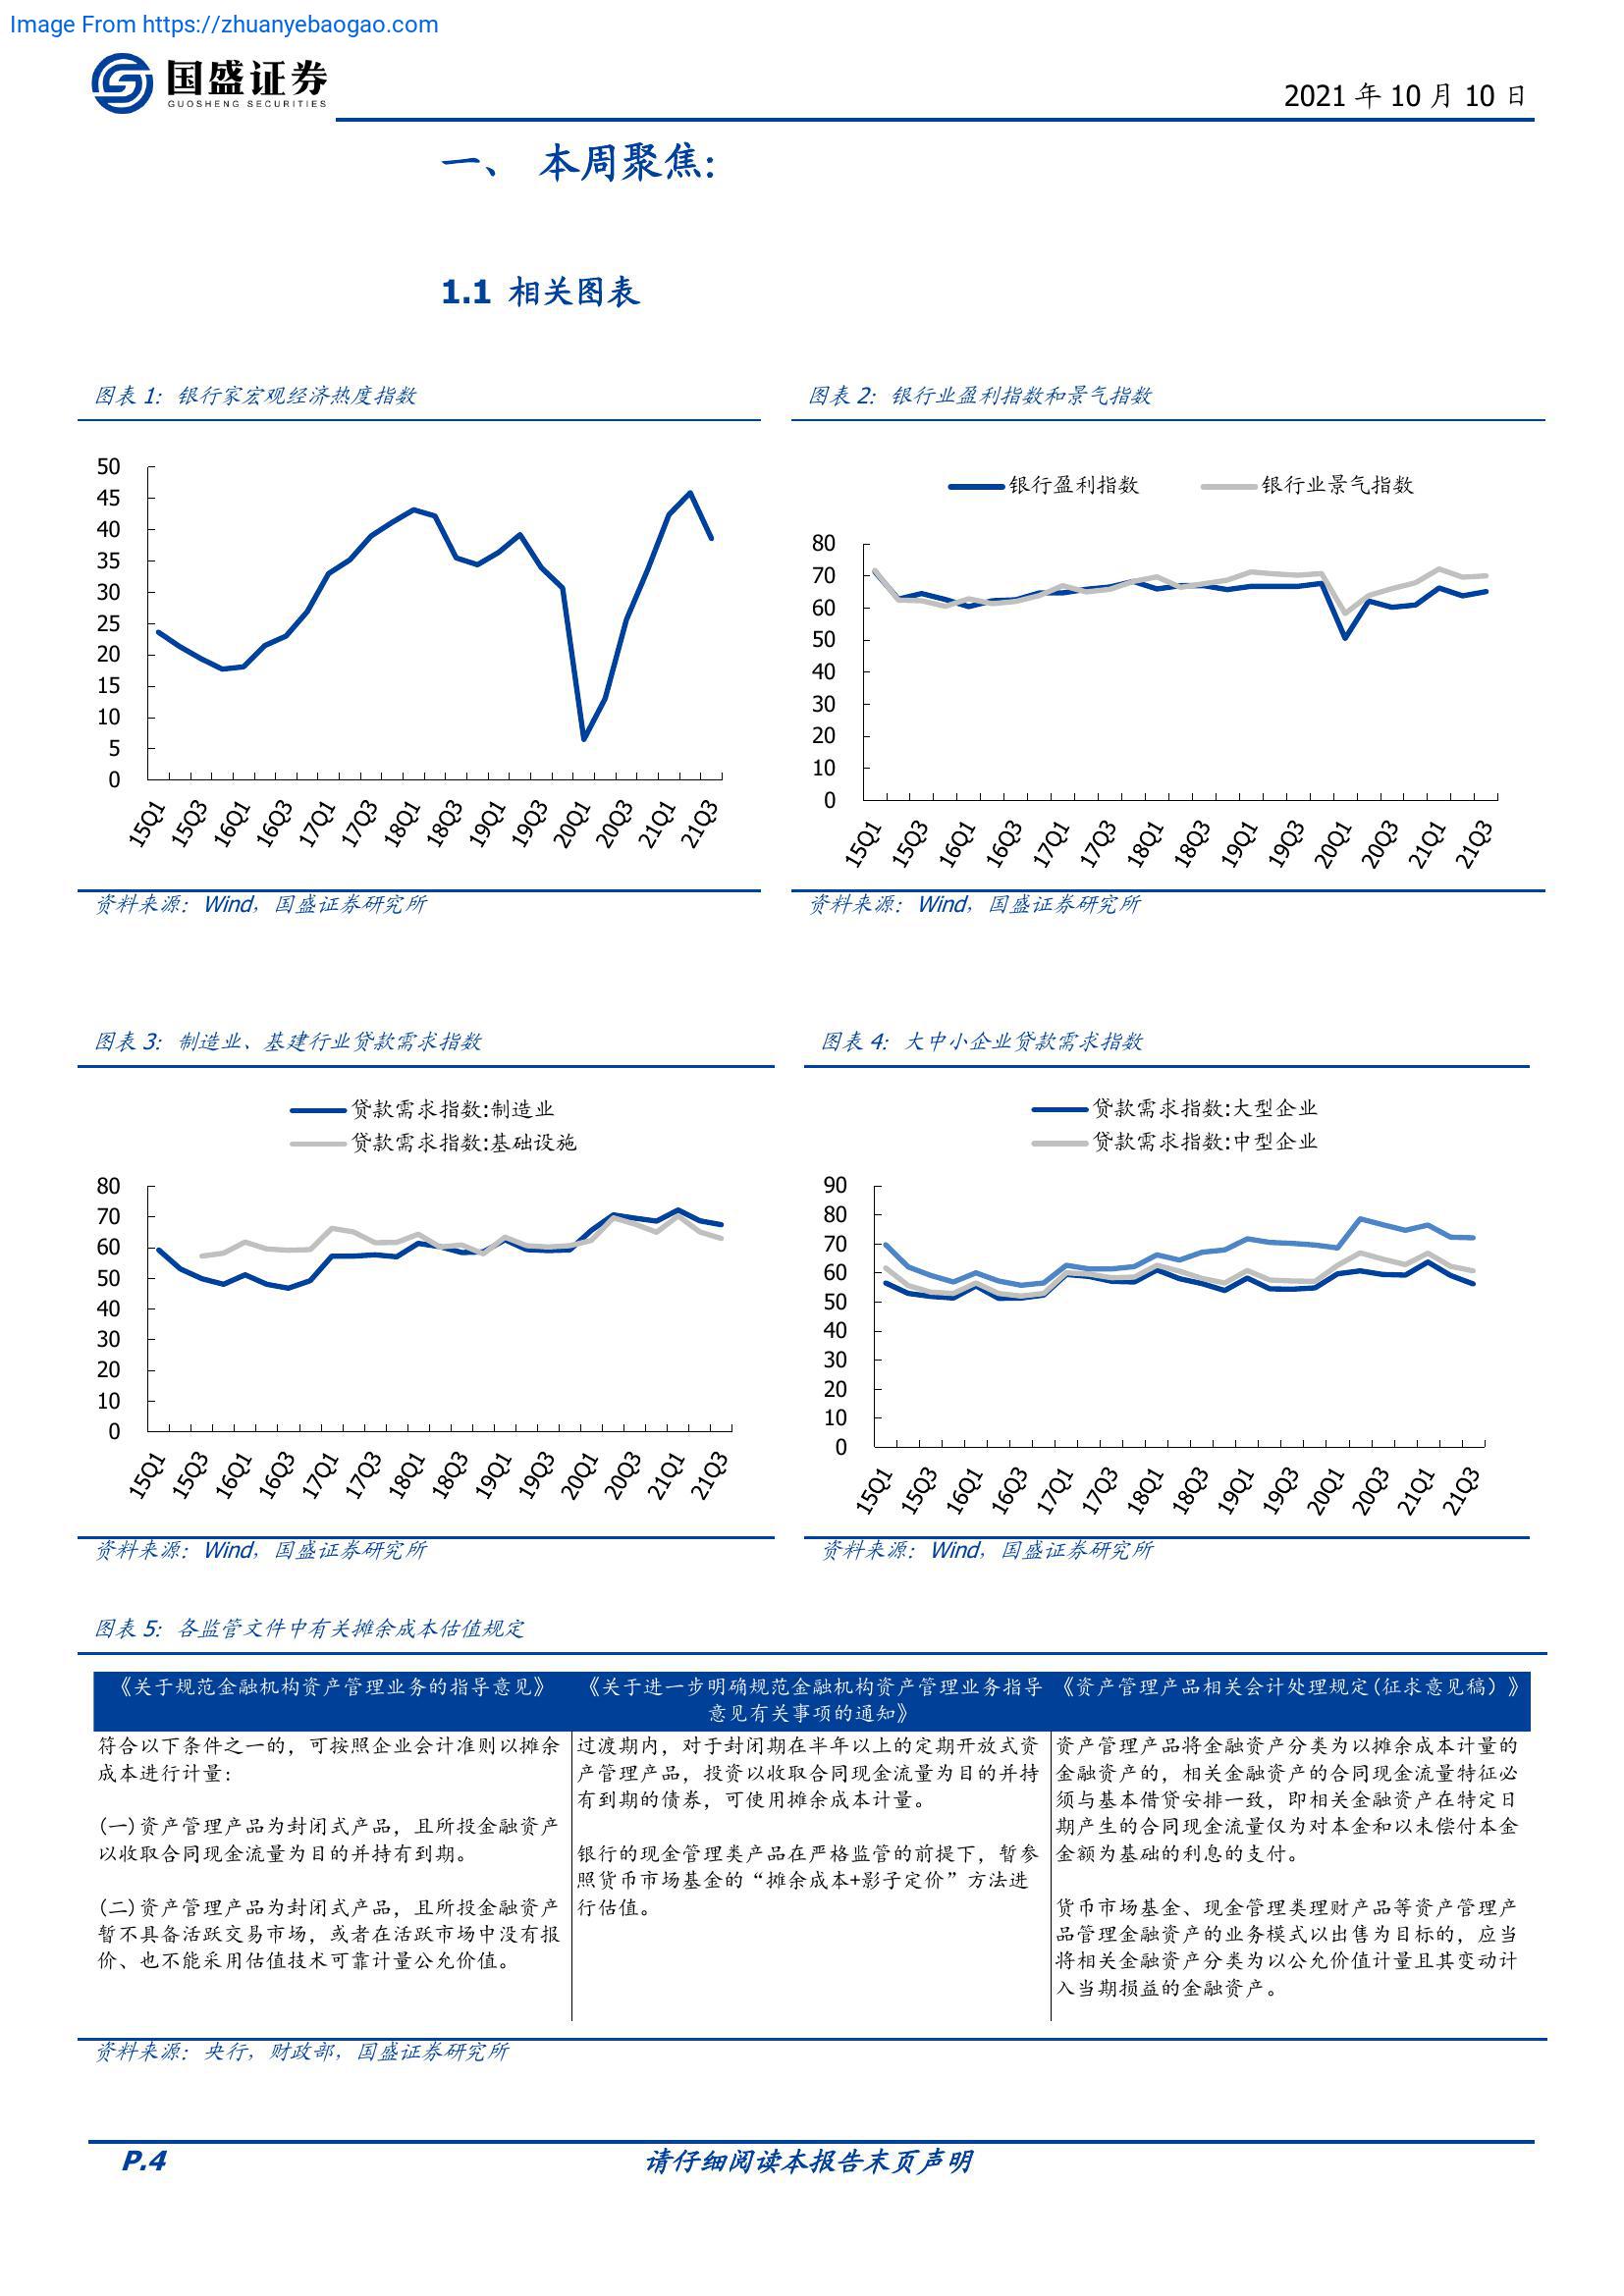 Image From https://zhuanyebaogao.com
国盛证券
GUOSHENG SECURITIES
2021 年 10 月 10 日
一、 本周聚焦：
1.1 相关图表
图表 1：银行家宏观经济热度指数
50
45
40
35
30
25
20
15
10
5
0
15Q1 15Q3 16Q1 16Q3 17Q1 17Q3 18Q1 18Q3 19Q1 19Q3 20Q1 20Q3 21Q1 21Q3
资料来源：Wind，国盛证券研究所
图表 2：银行业盈利指数和景气指数
银行盈利指数 银行业景气指数
80
70
60
50
40
30
20
10
0
15Q1 15Q3 16Q1 16Q3 17Q1 17Q3 18Q1 18Q3 19Q1 19Q3 20Q1 20Q3 21Q1 21Q3
资料来源：Wind，国盛证券研究所
图表 3：制造业、基建行业贷款需求指数
贷款需求指数:制造业
贷款需求指数:基础设施
80
70
60
50
40
30
20
10
0
15Q1 15Q3 16Q1 16Q3 17Q1 17Q3 18Q1 18Q3 19Q1 19Q3 20Q1 20Q3 21Q1 21Q3
资料来源：Wind，国盛证券研究所
图表 4：大中小企业贷款需求指数
贷款需求指数:大型企业
贷款需求指数:中型企业
90
80
70
60
50
40
30
20
10
0
15Q1 15Q3 16Q1 16Q3 17Q1 17Q3 18Q1 18Q3 19Q1 19Q3 20Q1 20Q3 21Q1 21Q3
资料来源：Wind，国盛证券研究所
图表 5：各监管文件中有关摊余成本估值规定
《关于规范金融机构资产管理业务的指导意见》
《关于进一步明确规范金融机构资产管理业务指导
意见有关事项的通知》
《资产管理产品相关会计处理规定(征求意见稿）》
符合以下条件之一的，可按照企业会计准则以摊余
成本进行计量：
(一)资产管理产品为封闭式产品，且所投金融资产
以收取合同现金流量为目的并持有到期。
(二)资产管理产品为封闭式产品，且所投金融资产
暂不具备活跃交易市场，或者在活跃市场中没有报
价、也不能采用估值技术可靠计量公允价值。
过渡期内，对于封闭期在半年以上的定期开放式资
产管理产品，投资以收取合同现金流量为目的并持
有到期的债券，可使用摊余成本计量。
银行的现金管理类产品在严格监管的前提下，暂参
照货币市场基金的“摊余成本+影子定价”方法进
行估值。
资产管理产品将金融资产分类为以摊余成本计量的
金融资产的，相关金融资产的合同现金流量特征必
须与基本借贷安排一致，即相关金融资产在特定日
期产生的合同现金流量仅为对本金和以未偿付本金
金额为基础的利息的支付。
货币市场基金、现金管理类理财产品等资产管理产
品管理金融资产的业务模式以出售为目标的，应当
将相关金融资产分类为以公允价值计量且其变动计
入当期损益的金融资产。
资料来源：央行，财政部，国盛证券研究所
P.4
请仔细阅读本报告末页声明